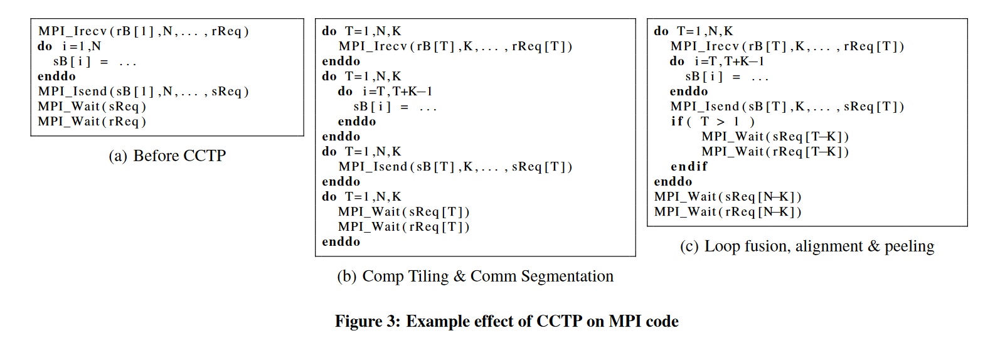 MPI_Irecv(rB[1],N,...,rReq)
do i=1,N
sB[i] = ...
enddo
MPI_Isend(sB[1],N,...,sReq)
MPI_Wait(sReq)
MPI_Wait(rReq)
(a) Before CCTP
do T=1,N,K
MPI_Irecv(rB[T],K,...,rReq[T])
enddo
do T=1,N,K
do i=T,T+K−1
sB[i] = ...
enddo
enddo
do T=1,N,K
MPI_Isend(sB[T],K,...,sReq[T])
enddo
do T=1,N,K
MPI_Wait(sReq[T])
MPI_Wait(rReq[T])
enddo
(b) Comp Tiling & Comm Segmentation
do T=1,N,K
MPI_Irecv(rB[T],K,...,rReq[T])
do i=T,T+K−1
sB[i] = ...
enddo
MPI_Isend(sB[T],K,...,sReq[T])
if( T > 1 )
MPI_Wait(sReq[T−K])
MPI_Wait(rReq[T−K])
endif
enddo
MPI_Wait(sReq[N−K])
MPI_Wait(rReq[N−K])
(c) Loop fusion, alignment & peeling
Figure 3: Example effect of CCTP on MPI code